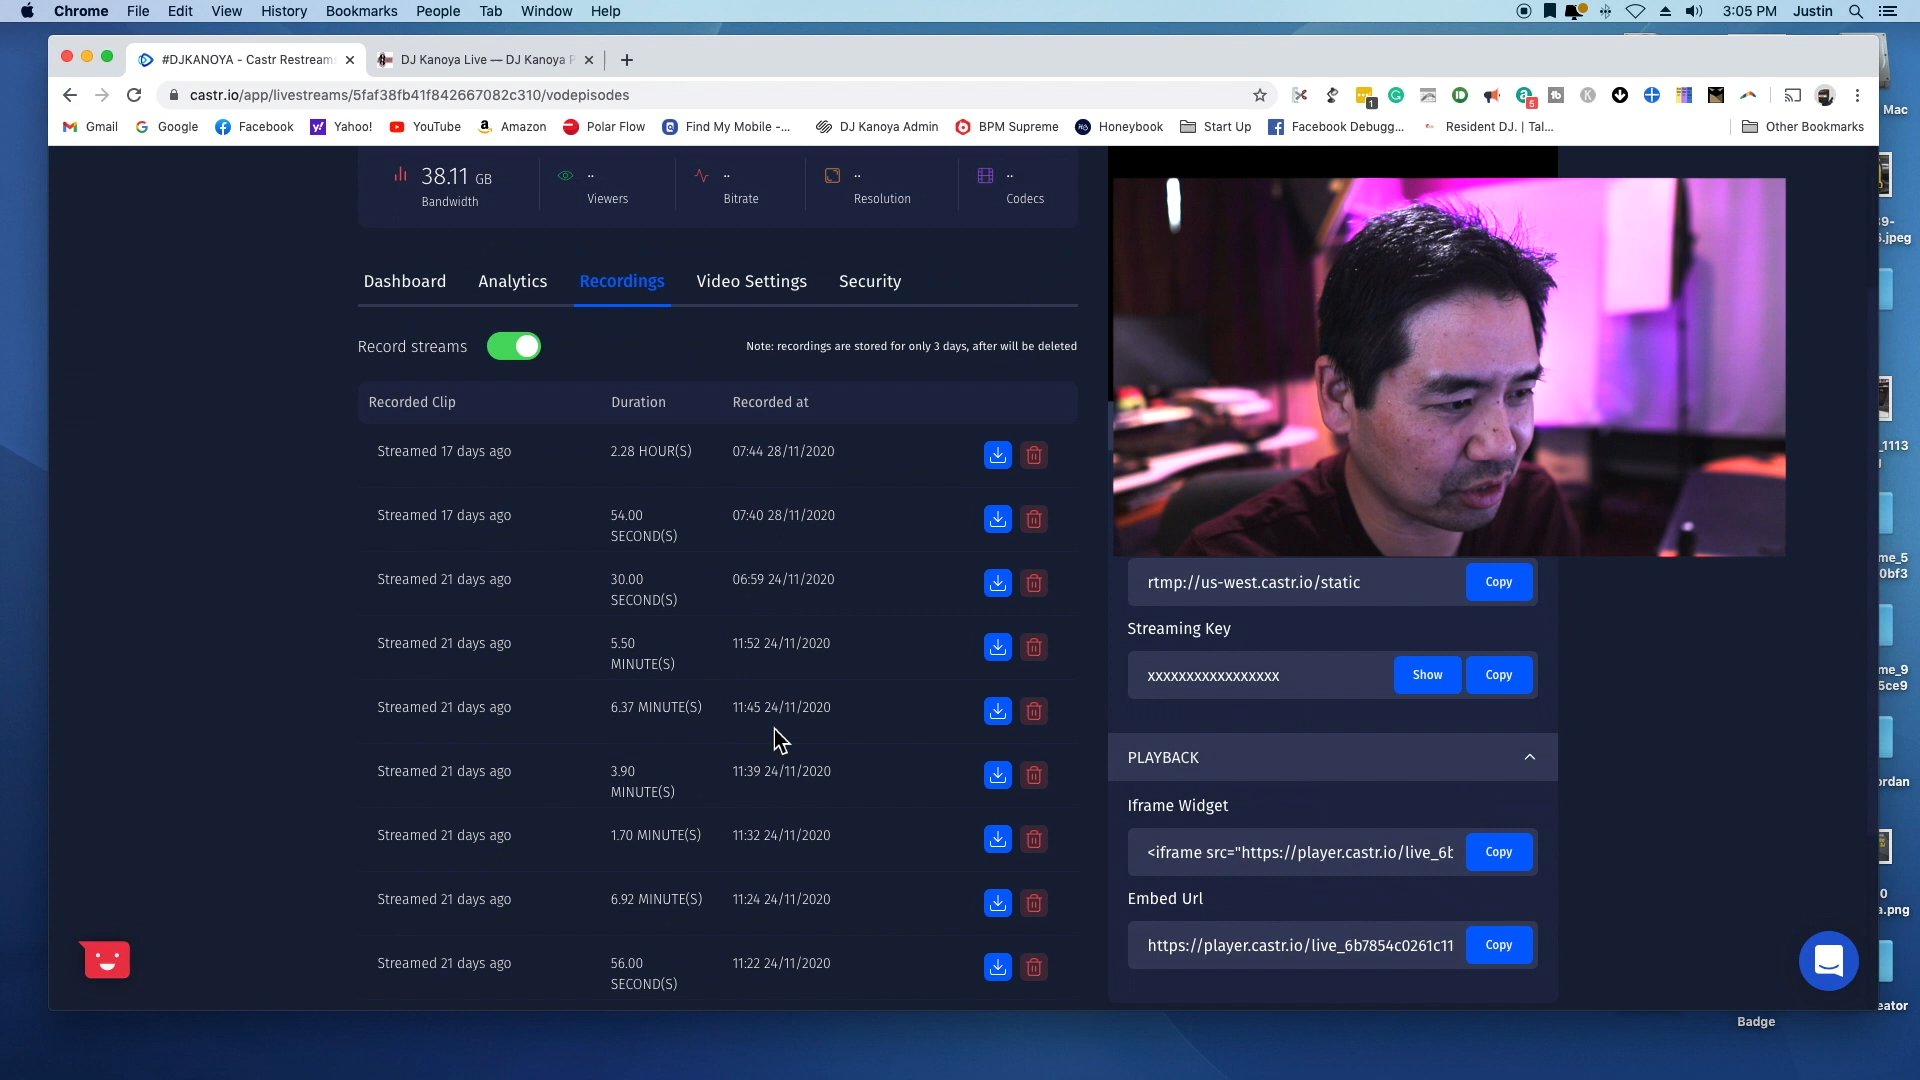 Chrome File Edit View History Bookmarks People Tab Window Help
3:05 PM Justin
#DJKANOYA - Castr Restream
DJ Kanoya Live — DJ Kanoya P
castr.io/app/livestreams/5faf38fb41f842667082c310/vodepisodes
1
5
Gmail Google Facebook Yahoo! YouTube Amazon Polar Flow Find My Mobile -... DJ Kanoya Admin BPM Supreme Honeybook Start Up Facebook Debugg... Resident DJ. | Tal... Other Bookmarks
38.11 GB
Bandwidth
--
Viewers
--
Bitrate
--
Resolution
--
Codecs
Dashboard Analytics Recordings Video Settings Security
Record streams
Note: recordings are stored for only 3 days, after will be deleted
Recorded Clip Duration Recorded at
Streamed 17 days ago 2.28 HOUR(S) 07:44 28/11/2020
Streamed 17 days ago 54.00 SECOND(S) 07:40 28/11/2020
Streamed 21 days ago 30.00 SECOND(S) 06:59 24/11/2020
Streamed 21 days ago 5.50 MINUTE(S) 11:52 24/11/2020
Streamed 21 days ago 6.37 MINUTE(S) 11:45 24/11/2020
Streamed 21 days ago 3.90 MINUTE(S) 11:39 24/11/2020
Streamed 21 days ago 1.70 MINUTE(S) 11:32 24/11/2020
Streamed 21 days ago 6.92 MINUTE(S) 11:24 24/11/2020
Streamed 21 days ago 56.00 SECOND(S) 11:22 24/11/2020
rtmp://us-west.castr.io/static
Copy
Streaming Key
xxxxxxxxxxxxxxxxx
Show
Copy
PLAYBACK
Iframe Widget
<iframe src="https://player.castr.io/live_6b
Copy
Embed Url
https://player.castr.io/live_6b7854c0261c11
Copy
Mac
_1113
Badge